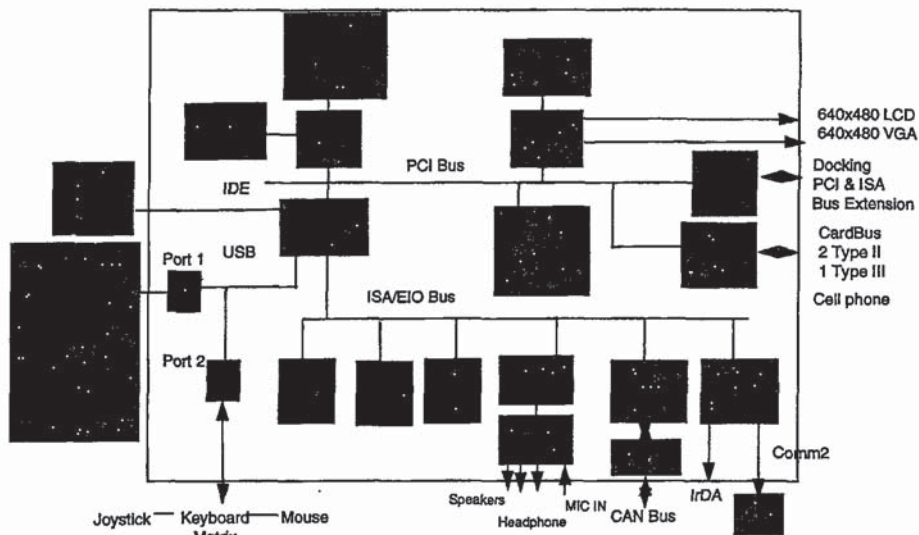 640x480 LCD
640x480 VGA
PCI Bus
Docking
PCI & ISA
Bus Extension
IDE
CardBus
2 Type II
1 Type III
USB
Port 1
ISA/EIO Bus
Cell phone
Port 2
Comm2
Speakers
Headphone
MIC IN
CAN Bus
IrDA
Joystick Keyboard Mouse
Matrix